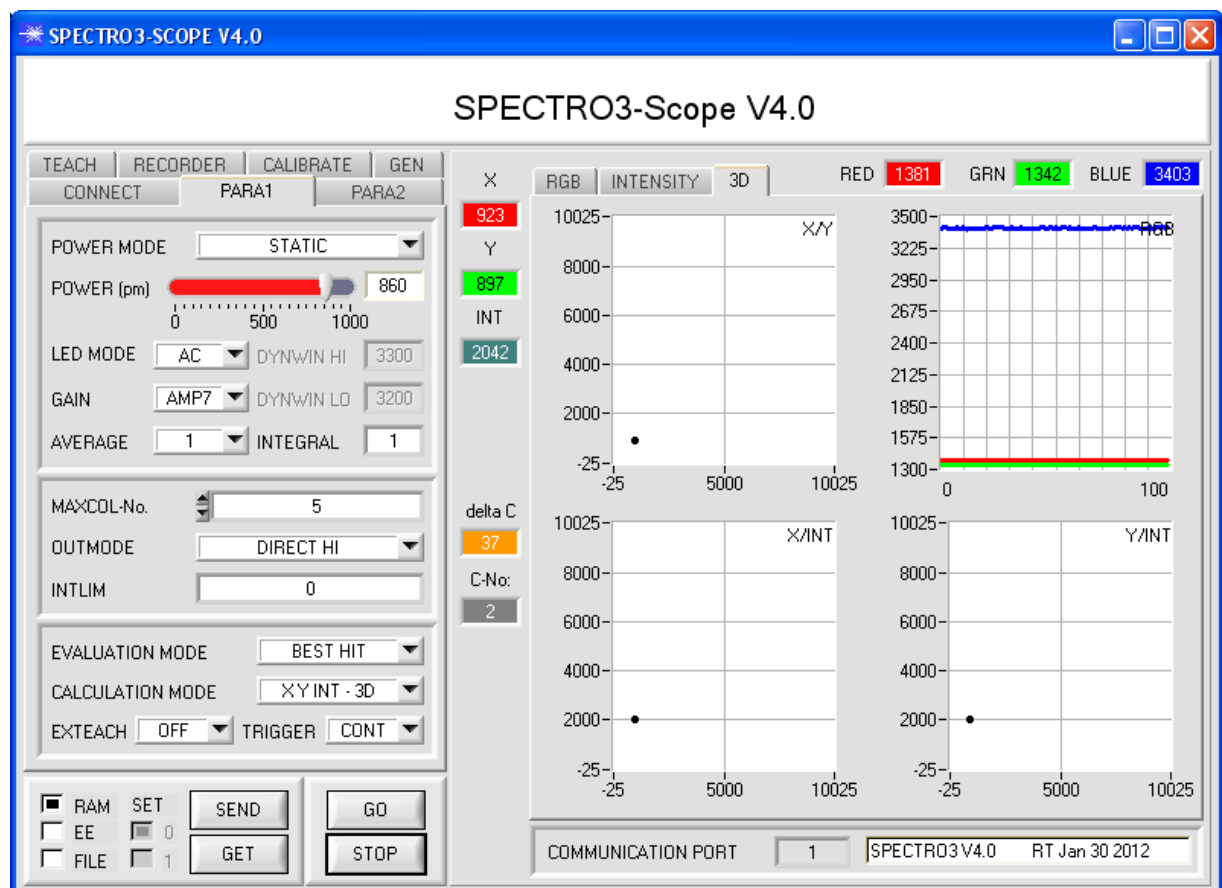 SPECTRO3-SCOPE V4.0
SPECTRO3-Scope V4.0
TEACH RECORDER CALIBRATE GEN
CONNECT PARA1 PARA2
POWER MODE STATIC
POWER (pm) 860
0 500 1000
LED MODE AC DYNWIN HI 3300
GAIN AMP7 DYNWIN LO 3200
AVERAGE 1 INTEGRAL 1
MAXCOL-No. 5
OUTMODE DIRECT HI
INTLIM 0
EVALUATION MODE BEST HIT
CALCULATION MODE X Y INT - 3D
EXTEACH OFF TRIGGER CONT
RAM SET SEND GO
EE 0
FILE 1 GET STOP
X
923
Y
897
INT
2042
delta C
37
C-No:
2
RGB INTENSITY 3D RED 1381 GRN 1342 BLUE 3403
X/Y
10025
8000
6000
4000
2000
-25
-25 5000 10025
RGB
3500
3225
2950
2675
2400
2125
1850
1575
1300
0 100
X/INT
10025
8000
6000
4000
2000
-25
-25 5000 10025
Y/INT
10025
8000
6000
4000
2000
-25
-25 5000 10025
COMMUNICATION PORT 1 SPECTRO3 V4.0 RT Jan 30 2012